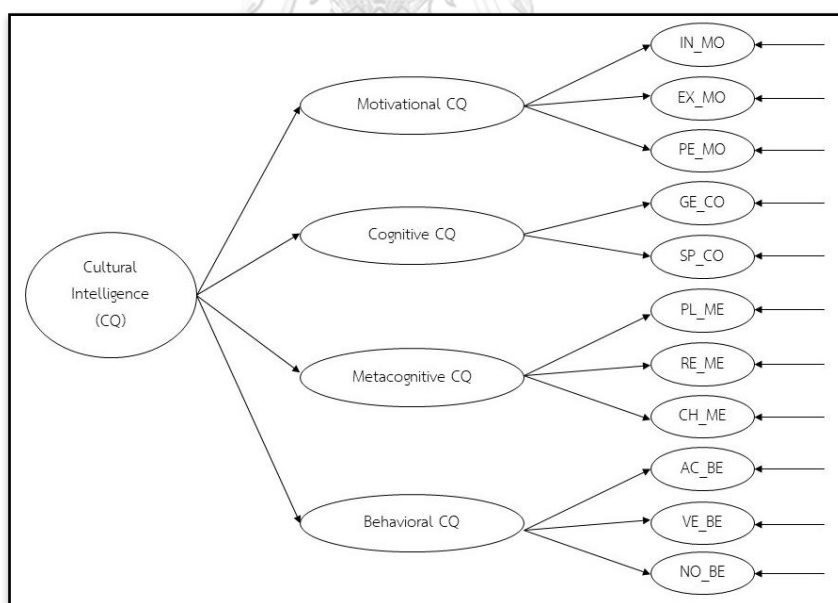 IN_MO
EX_MO
Motivational CQ
PE_MO
GE_CO
Cognitive CQ
SP_CO
Cultural
Intelligence
(CQ)
PL_ME
RE_ME
Metacognitive CQ
CH_ME
AC_BE
Behavioral CQ
VE_BE
NO_BE